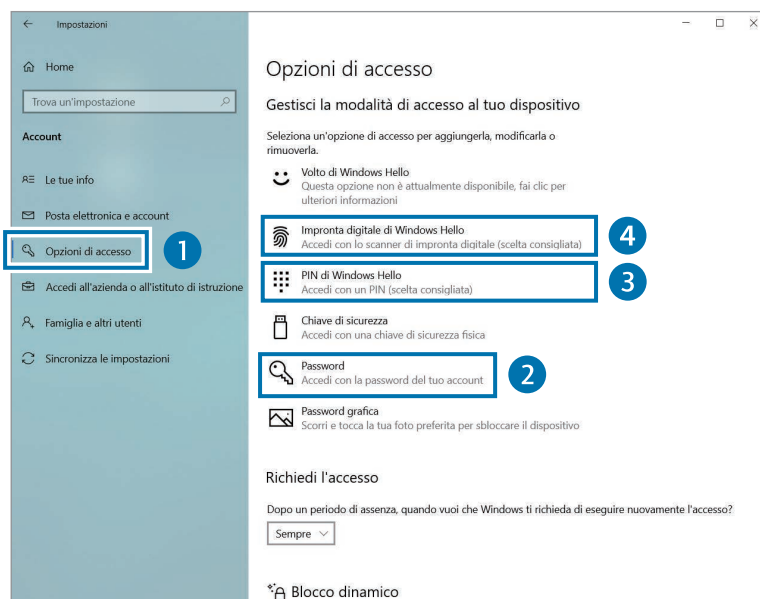 Impostazioni
Home
Trova un'impostazione
Account
Le tue info
Posta elettronica e account
Opzioni di accesso
1
Accedi all'azienda o all'istituto di istruzione
Famiglia e altri utenti
Sincronizza le impostazioni
Opzioni di accesso
Gestisci la modalità di accesso al tuo dispositivo
Seleziona un'opzione di accesso per aggiungerla, modificarla o
rimuoverla.
Volto di Windows Hello
Questa opzione non è attualmente disponibile, fai clic per
ulteriori informazioni
Impronta digitale di Windows Hello
Accedi con lo scanner di impronta digitale (scelta consigliata)
4
PIN di Windows Hello
Accedi con un PIN (scelta consigliata)
3
Chiave di sicurezza
Accedi con una chiave di sicurezza fisica
Password
Accedi con la password del tuo account
2
Password grafica
Scorri e tocca la tua foto preferita per sbloccare il dispositivo
Richiedi l'accesso
Dopo un periodo di assenza, quando vuoi che Windows ti richieda di eseguire nuovamente l'accesso?
Sempre
Blocco dinamico